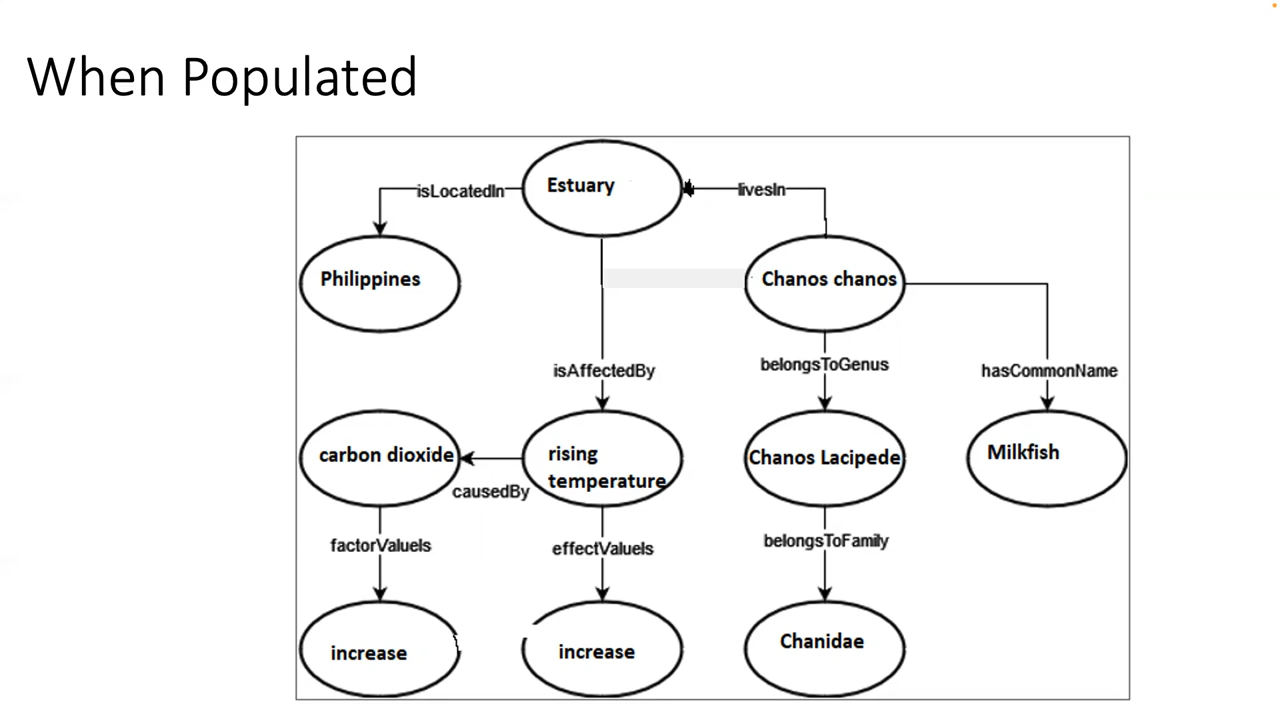 When Populated
Estuary
isLocatedIn
livesIn
Philippines
Chanos chanos
isAffectedBy
belongsToGenus
hasCommonName
carbon dioxide
rising
temperature
Chanos Lacipede
Milkfish
causedBy
factorValueIs
effectValueIs
belongsToFamily
increase
increase
Chanidae